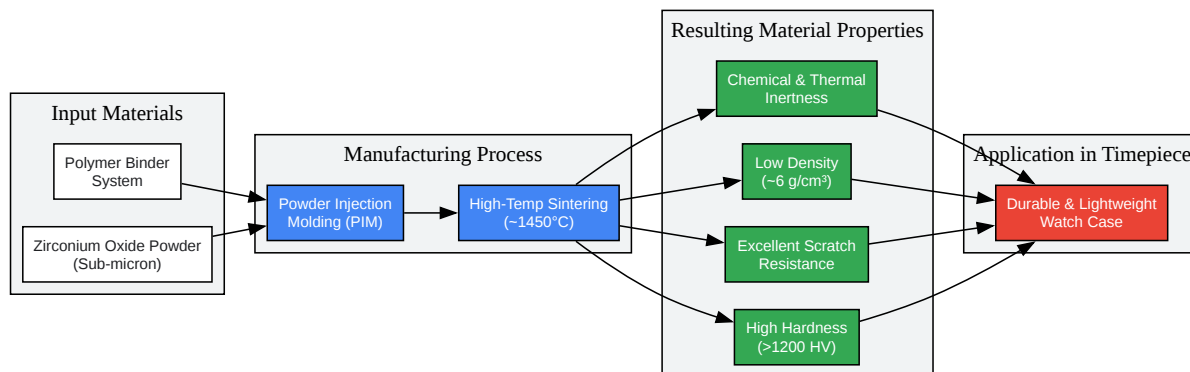 Input Materials
Polymer Binder
System
Zirconium Oxide Powder
(Sub-micron)
Manufacturing Process
Powder Injection
Molding (PIM)
High-Temp Sintering
(~1450°C)
Resulting Material Properties
Chemical & Thermal
Inertness
Low Density
(~6 g/cm³)
Excellent Scratch
Resistance
High Hardness
(>1200 HV)
Application in Timepiece
Durable & Lightweight
Watch Case